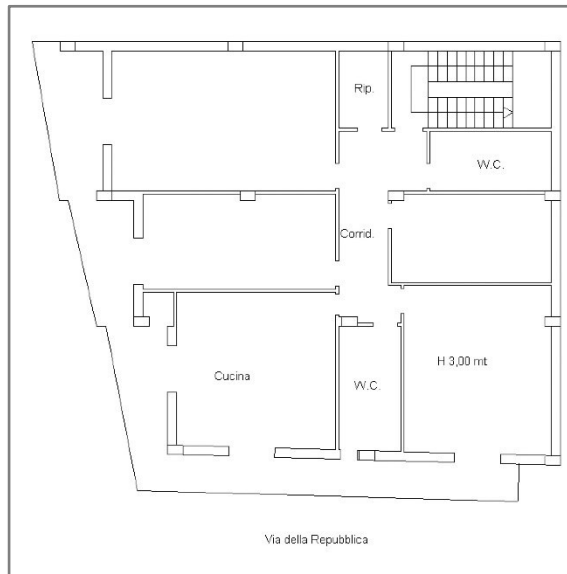 Rip.
W.C.
Corrid.
H 3,00 mt
Cucina
W.C.
Via della Repubblica